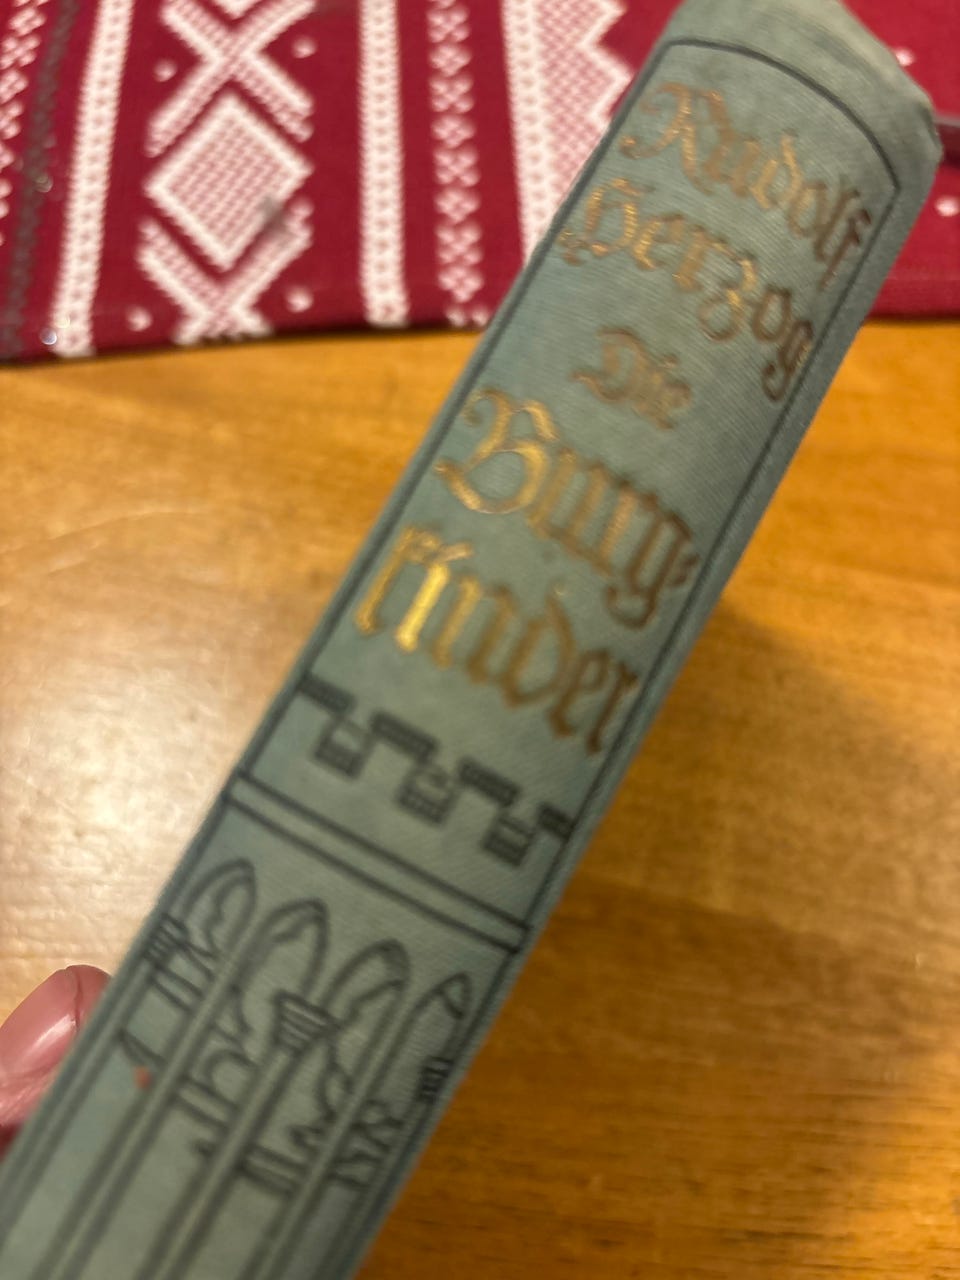 Rudolf
Herzog
Die
Burg-
kinder